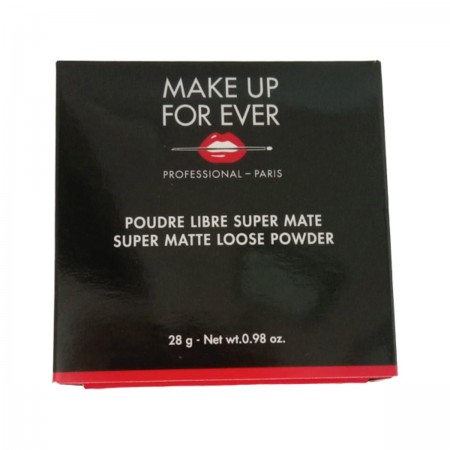 MAKE UP
FOR EVER
PROFESSIONAL – PARIS
POUDRE LIBRE SUPER MATE
SUPER MATTE LOOSE POWDER
28 g - Net wt.0.98 oz.